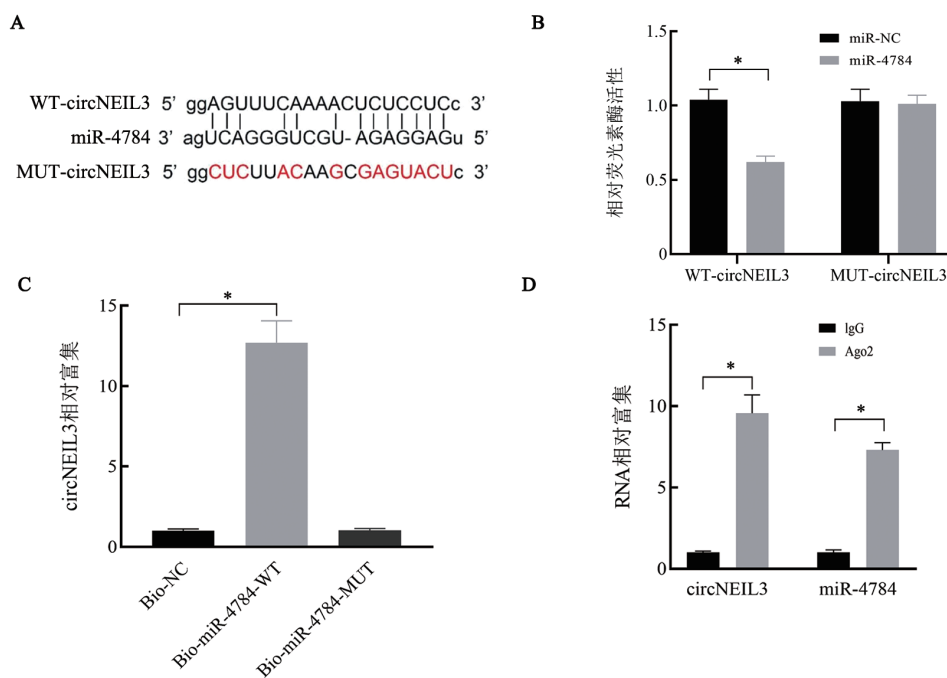 A
WT-circNEIL3 5' ggAGUUUCAAAACUCUCCUCc 3'
miR-4784 3' agUCAGGGUCGU-AGAGGAGu 5'
MUT-circNEIL3 5' ggCUCUUACAAGCGAGUACUc 3'
B
相对荧光素酶活性
1.5
1.0
0.5
0
miR-NC
miR-4784
*
WT-circNEIL3 MUT-circNEIL3
C
circNEIL3相对富集
15
10
5
0
*
Bio-NC
Bio-miR-4784-WT
Bio-miR-4784-MUT
D
RNA相对富集
15
10
5
0
IgG
Ago2
*
*
circNEIL3 miR-4784